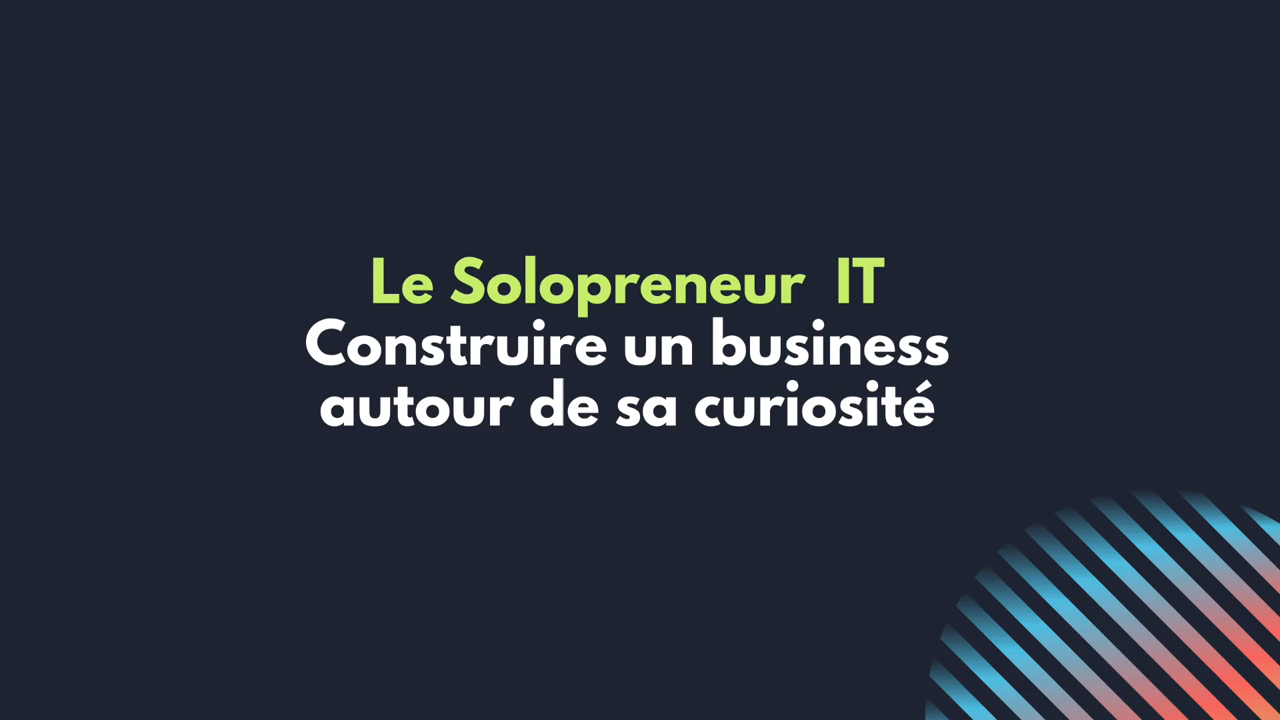 Le Solopreneur IT
Construire un business
autour de sa curiosité